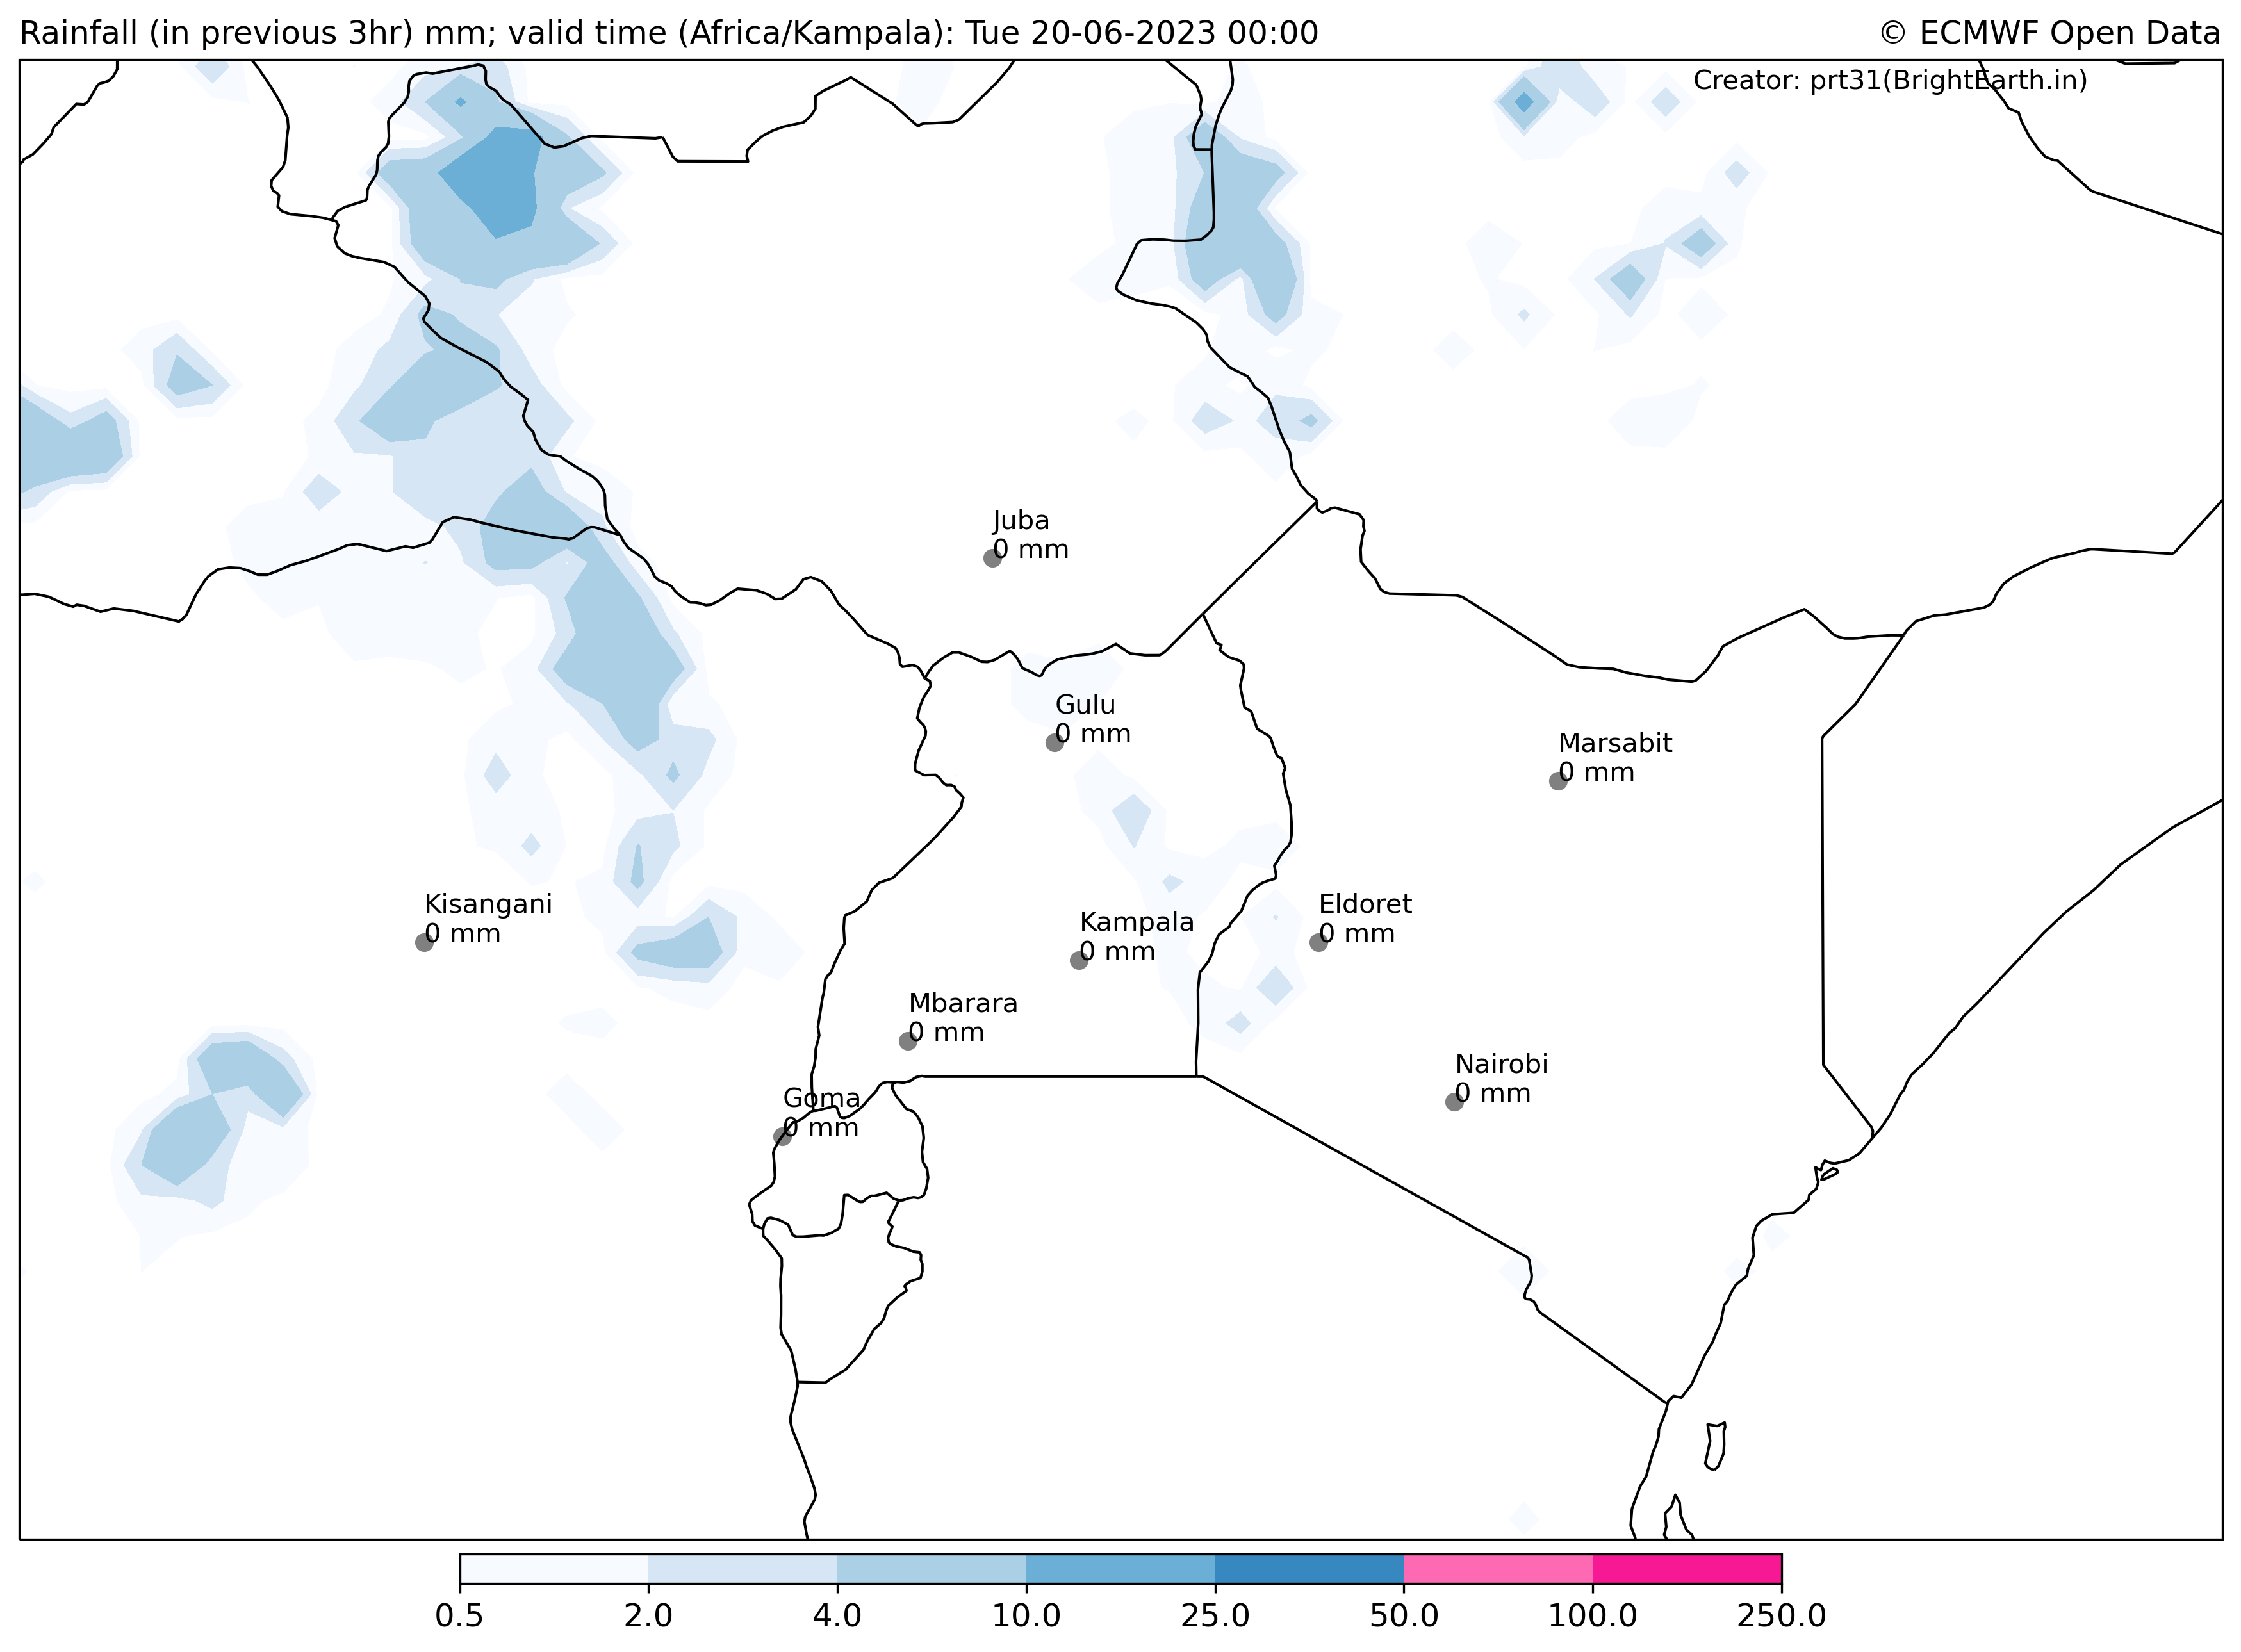 Rainfall (in previous 3hr) mm; valid time (Africa/Kampala): Tue 20-06-2023 00:00
© ECMWF Open Data
Creator: prt31(BrightEarth.in)
Juba
0 mm
Gulu
0 mm
Marsabit
0 mm
Kisangani
0 mm
Kampala
0 mm
Eldoret
0 mm
Mbarara
0 mm
Nairobi
0 mm
Goma
0 mm
0.5 2.0 4.0 10.0 25.0 50.0 100.0 250.0